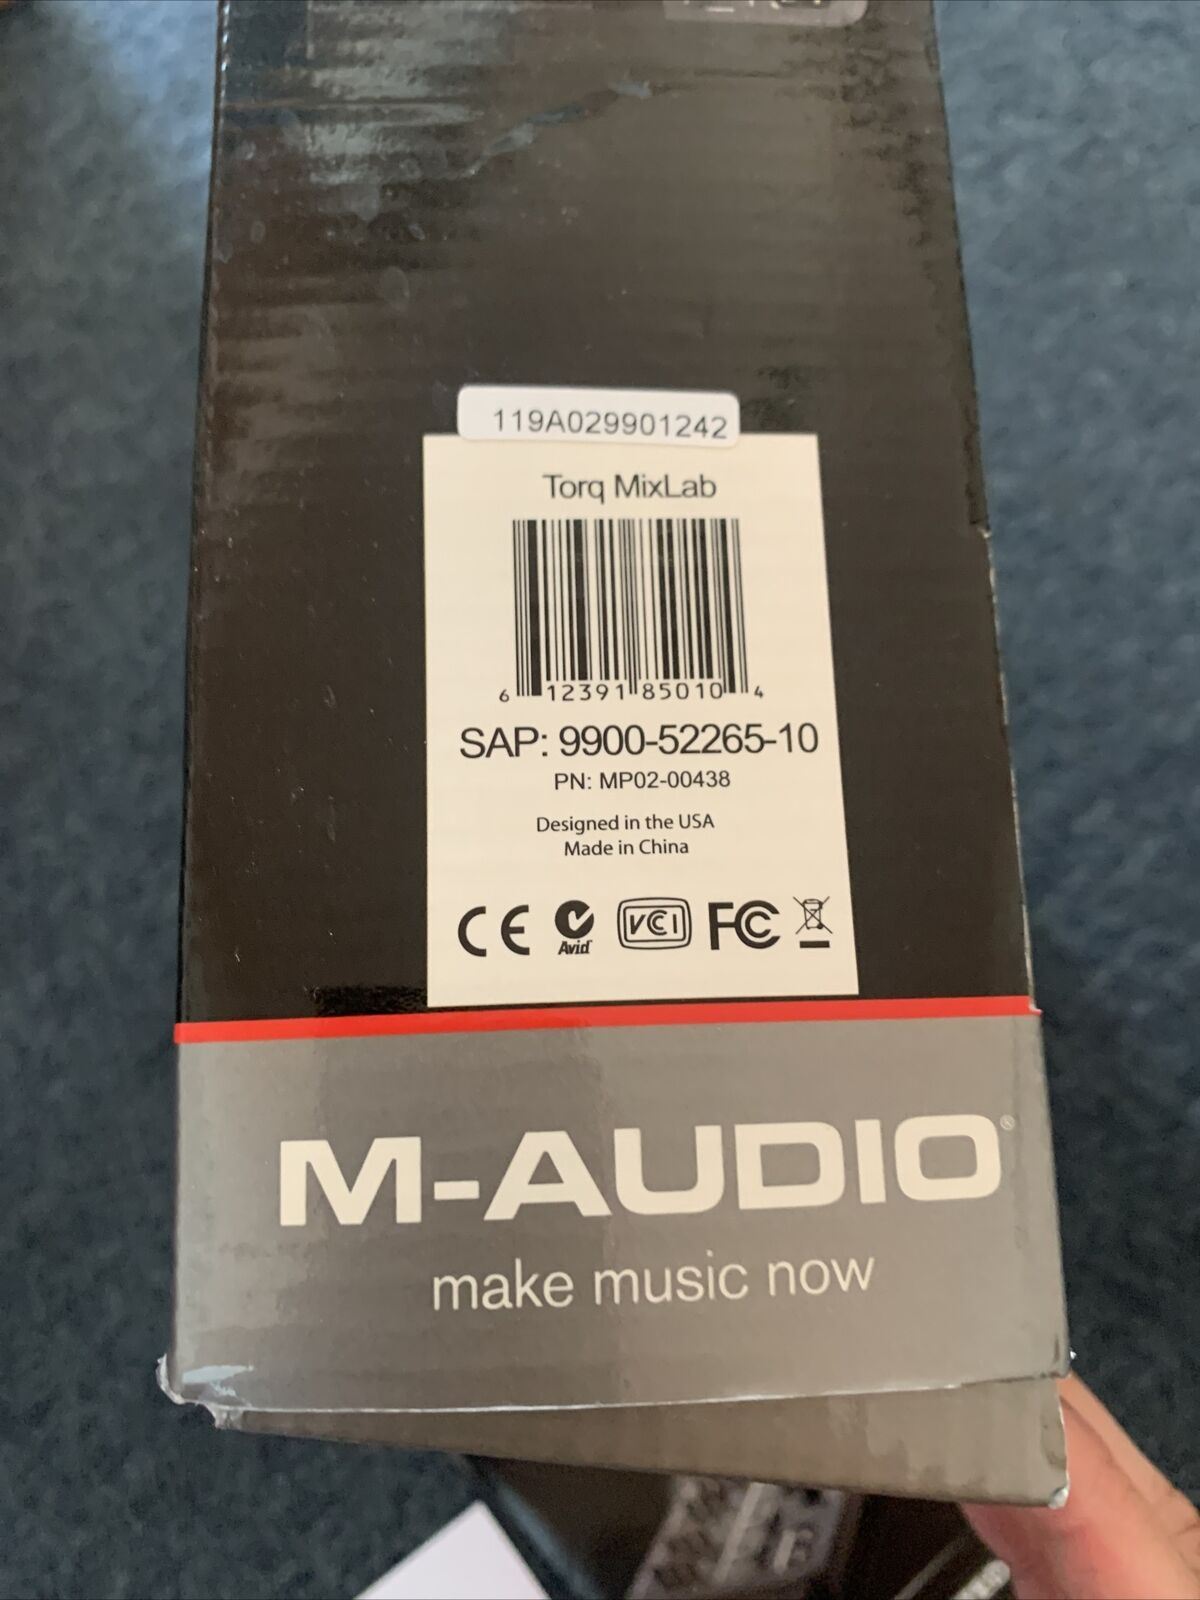 119A029901242
Torq MixLab
6 12391 85010 4
SAP: 9900-52265-10
PN: MP02-00438
Designed in the USA
Made in China
CE Avid VCI FC
M-AUDIO®
make music now